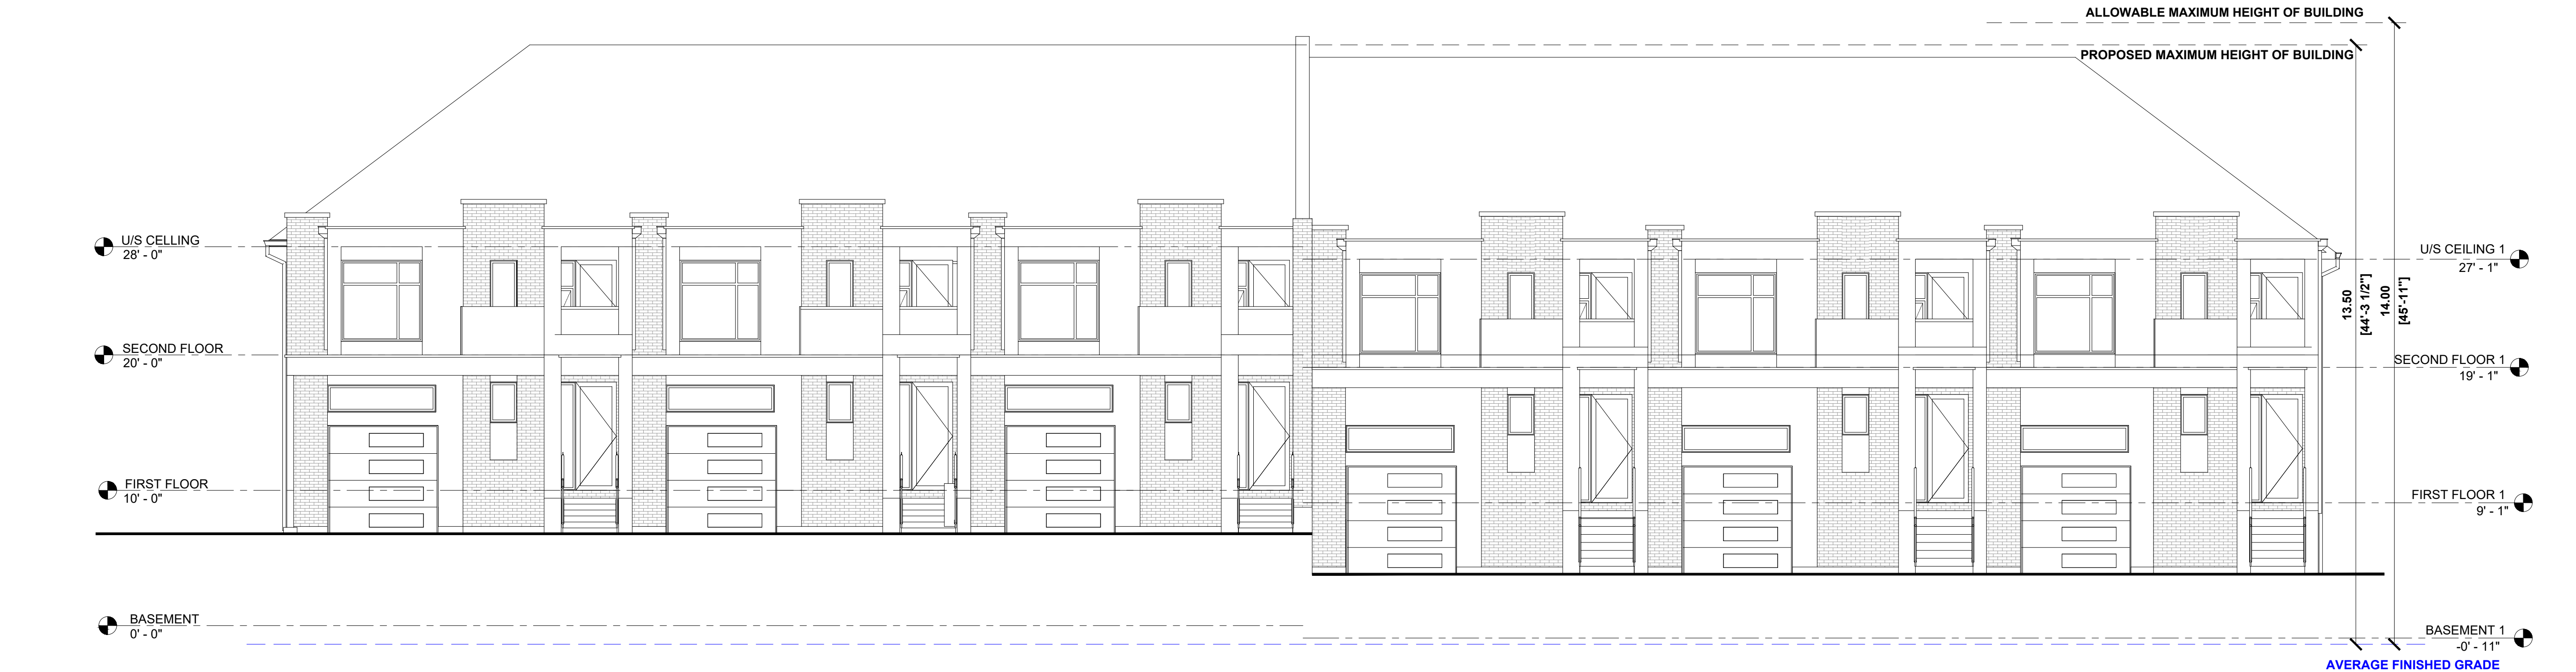 ALLOWABLE MAXIMUM HEIGHT OF BUILDING
PROPOSED MAXIMUM HEIGHT OF BUILDING
U/S CELLING
28' - 0"
SECOND FLOOR
20' - 0"
FIRST FLOOR
10' - 0"
BASEMENT
0' - 0"
U/S CEILING 1
27' - 1"
13.50
[44'-3 1/2"]
14.00
[45'-11"]
SECOND FLOOR 1
19' - 1"
FIRST FLOOR 1
9' - 1"
BASEMENT 1
-0' - 11"
AVERAGE FINISHED GRADE